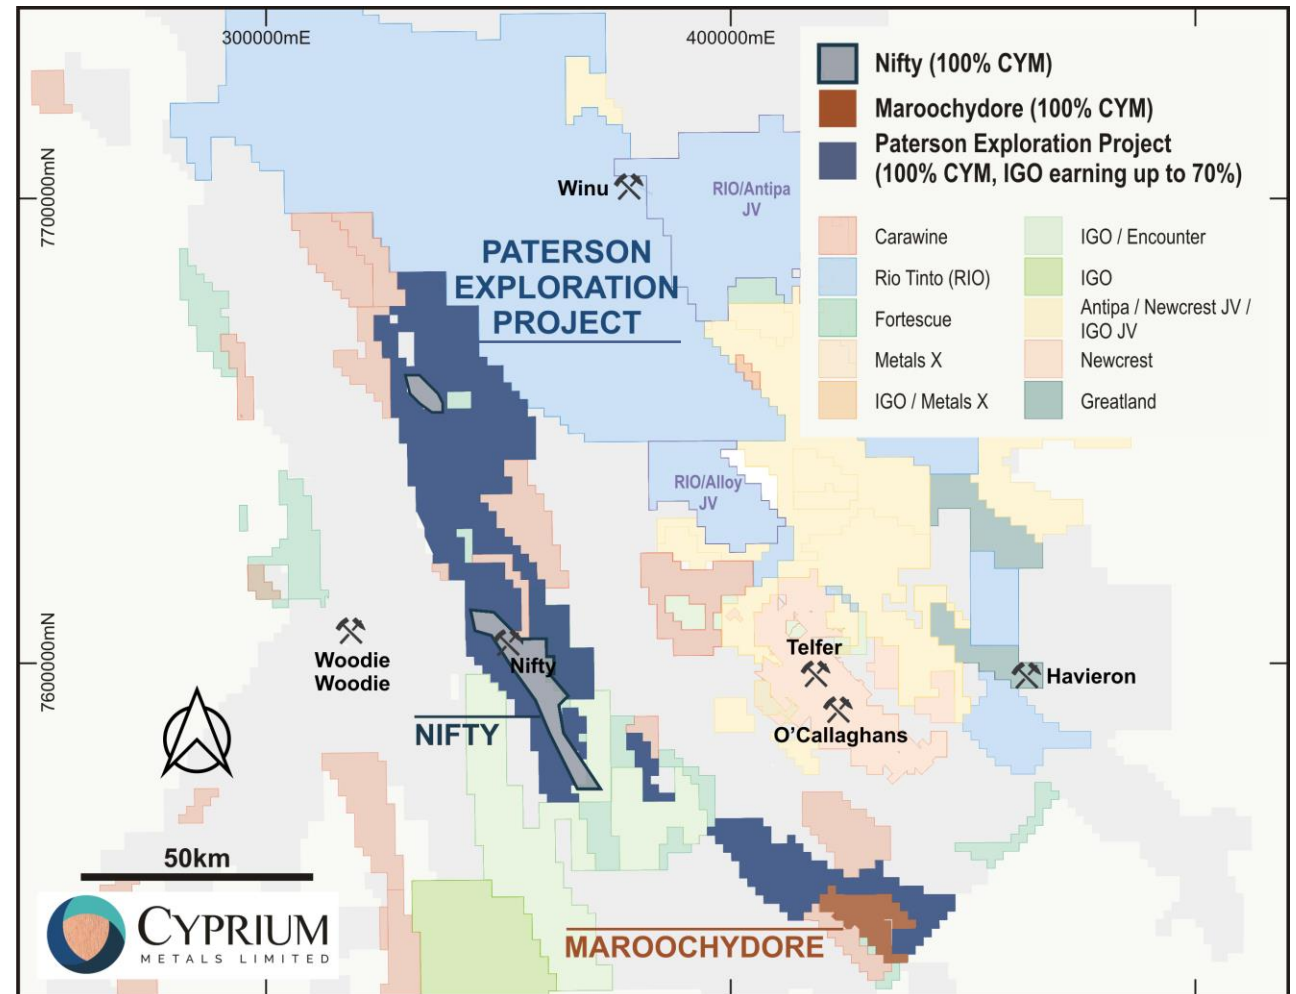 300000mE
400000mE
7700000mN
7600000mN
Nifty (100% CYM)
Maroochydore (100% CYM)
Paterson Exploration Project
(100% CYM, IGO earning up to 70%)
Carawine
Rio Tinto (RIO)
Fortescue
Metals X
IGO / Metals X
IGO / Encounter
IGO
Antipa / Newcrest JV /
IGO JV
Newcrest
Greatland
Winu
RIO/Antipa
JV
PATERSON
EXPLORATION
PROJECT
RIO/Alloy
JV
Woodie
Woodie
Nifty
NIFTY
Telfer
O'Callaghans
Havieron
50km
MAROOCHYDORE
CYPRIUM
METALS LIMITED